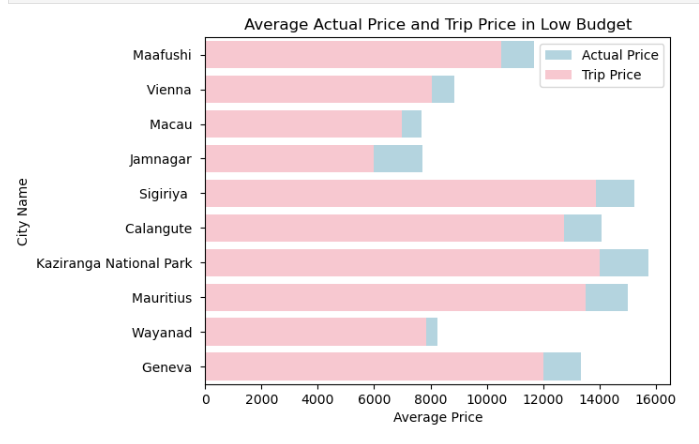 Average Actual Price and Trip Price in Low Budget
Actual Price
Trip Price
City Name
Maafushi
Vienna
Macau
Jamnagar
Sigiriya
Calangute
Kaziranga National Park
Mauritius
Wayanad
Geneva
0 2000 4000 6000 8000 10000 12000 14000 16000
Average Price